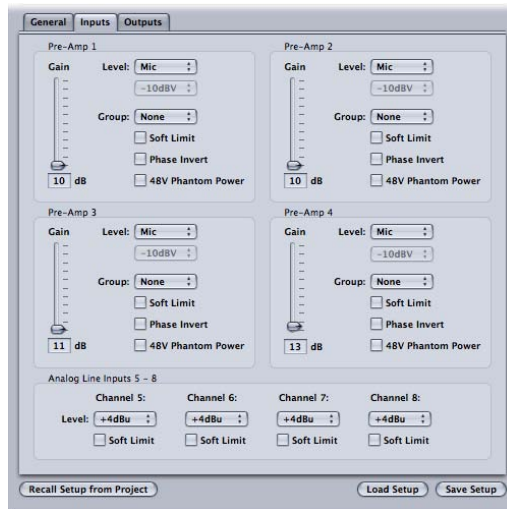 General Inputs Outputs
Pre-Amp 1 Pre-Amp 2
Gain Level: Mic Gain Level: Mic
-10dBV -10dBV
Group: None Group: None
Soft Limit Soft Limit
Phase Invert Phase Invert
10 dB 48V Phantom Power 10 dB 48V Phantom Power
Pre-Amp 3 Pre-Amp 4
Gain Level: Mic Gain Level: Mic
-10dBV -10dBV
Group: None Group: None
Soft Limit Soft Limit
Phase Invert Phase Invert
11 dB 48V Phantom Power 13 dB 48V Phantom Power
Analog Line Inputs 5 - 8
Channel 5: Channel 6: Channel 7: Channel 8:
Level: +4dBu +4dBu +4dBu +4dBu
Soft Limit Soft Limit Soft Limit Soft Limit
Recall Setup from Project Load Setup Save Setup